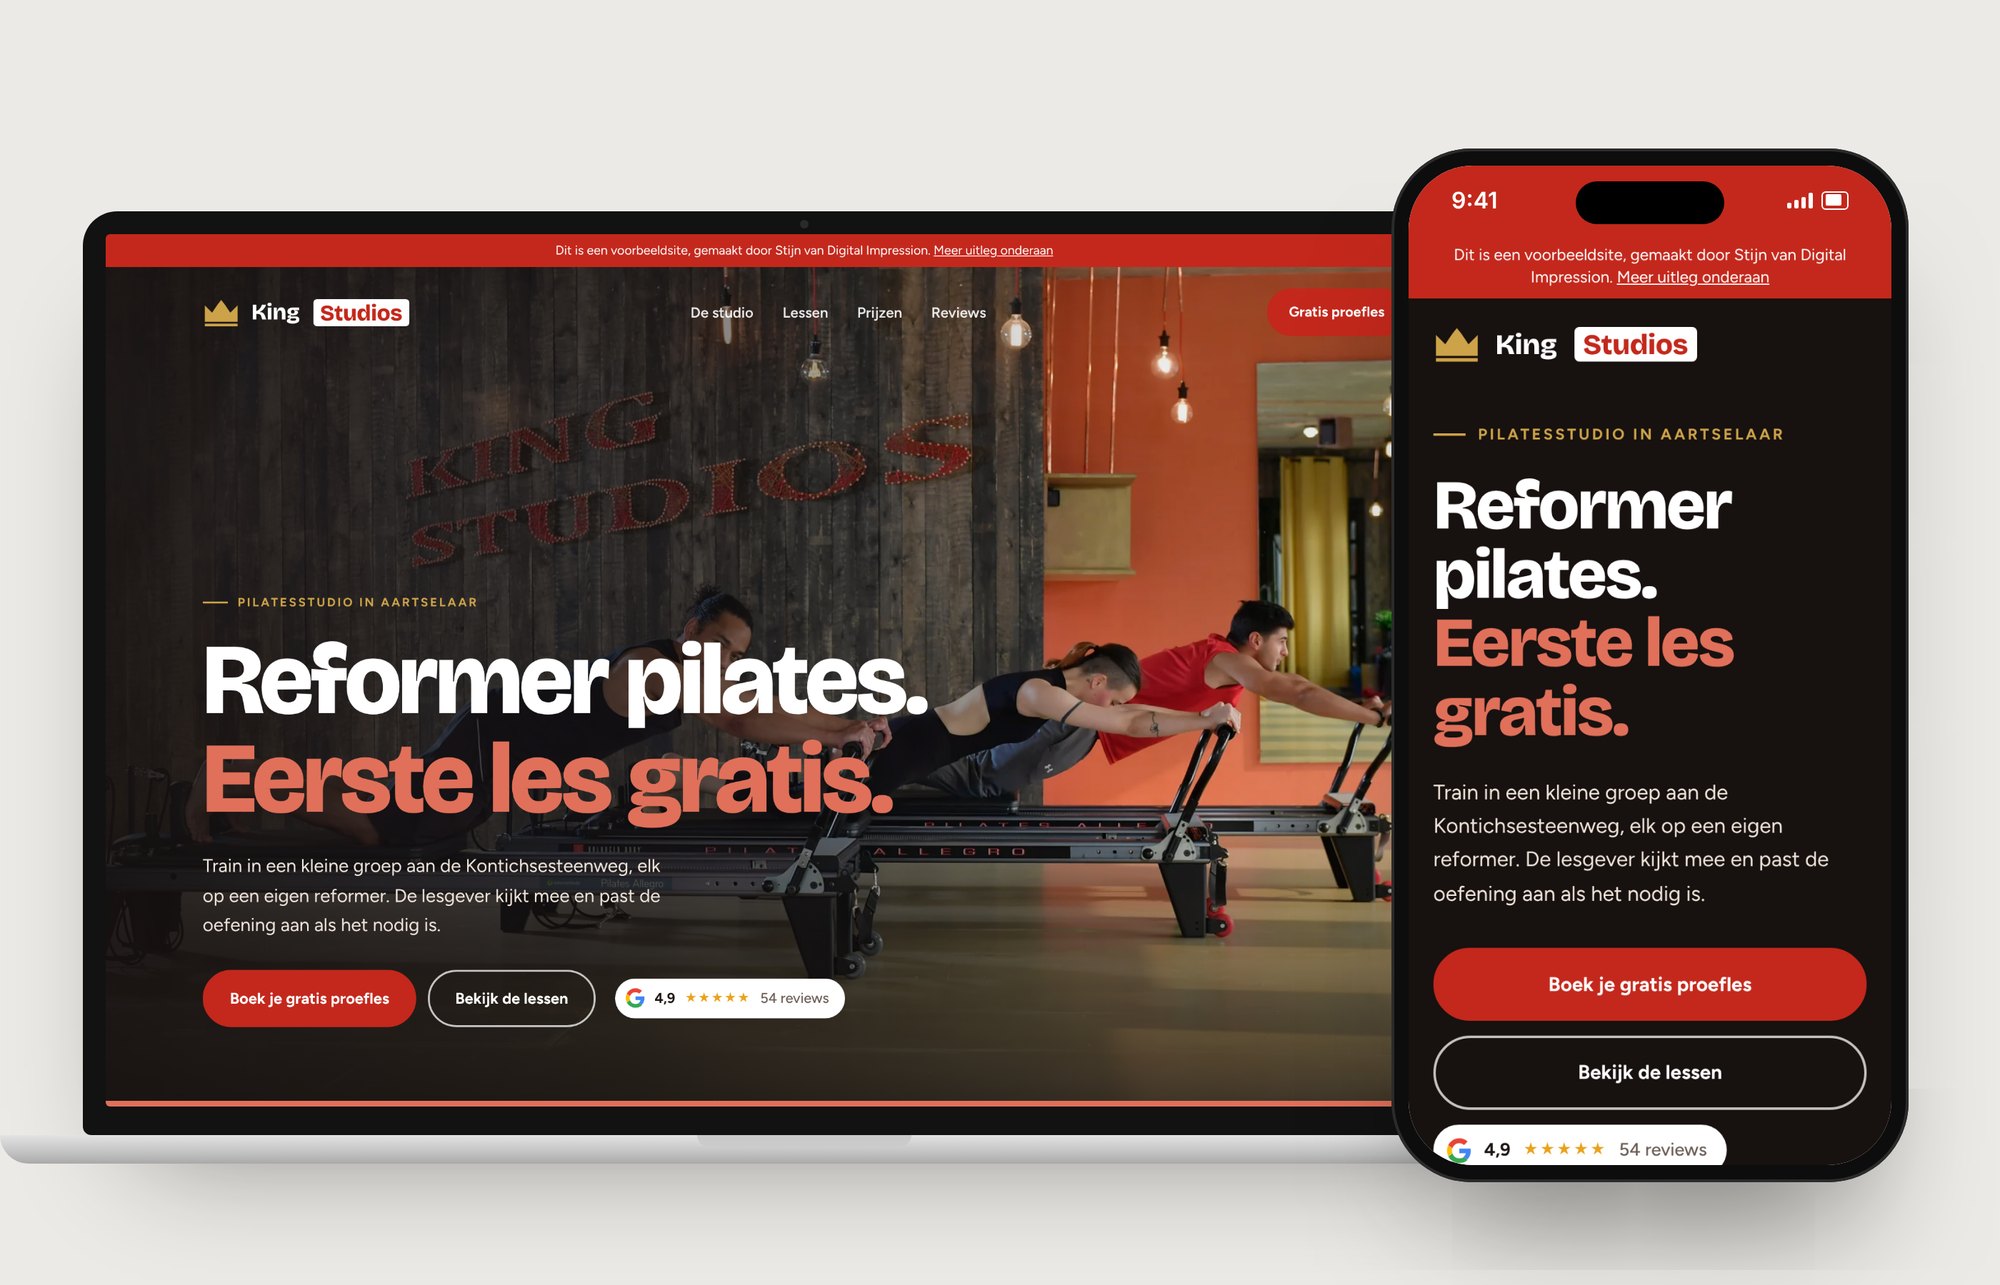 Dit is een voorbeeldsite, gemaakt door Stijn van Digital Impression. Meer uitleg onderaan
King Studios
De studio Lessen Prijzen Reviews
Gratis proefles
KING
STUDIOS
PILATESSTUDIO IN AARTSELAAR
Reformer pilates.
Eerste les gratis.
PILATES ALLE
ALLEGRO
Pilates Allegro
Train in een kleine groep aan de Kontichsesteenweg, elk
op een eigen reformer. De lesgever kijkt mee en past de
oefening aan als het nodig is.
Boek je gratis proefles
Bekijk de lessen
4,9 ★★★★★ 54 reviews
9:41
Dit is een voorbeeldsite, gemaakt door Stijn van Digital
Impression. Meer uitleg onderaan
King Studios
PILATESSTUDIO IN AARTSELAAR
Reformer
pilates.
Eerste les
gratis.
Train in een kleine groep aan de
Kontichsesteenweg, elk op een eigen
reformer. De lesgever kijkt mee en past de
oefening aan als het nodig is.
Boek je gratis proefles
Bekijk de lessen
4,9 ★★★★★ 54 reviews